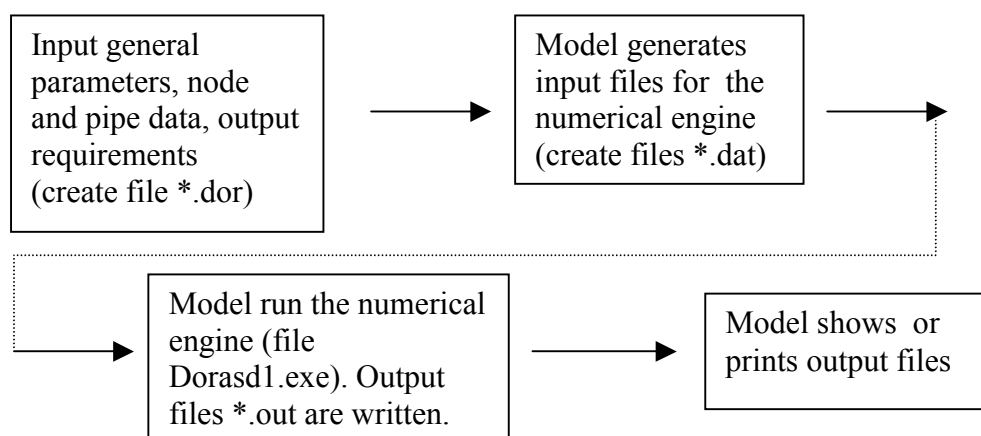 Input general
parameters, node
and pipe data, output
requirements
(create file *.dor)
Model generates
input files for  the
numerical engine
(create files *.dat)
Model run the numerical
engine (file
Dorasd1.exe). Output
files *.out are written.
Model shows  or
prints output files